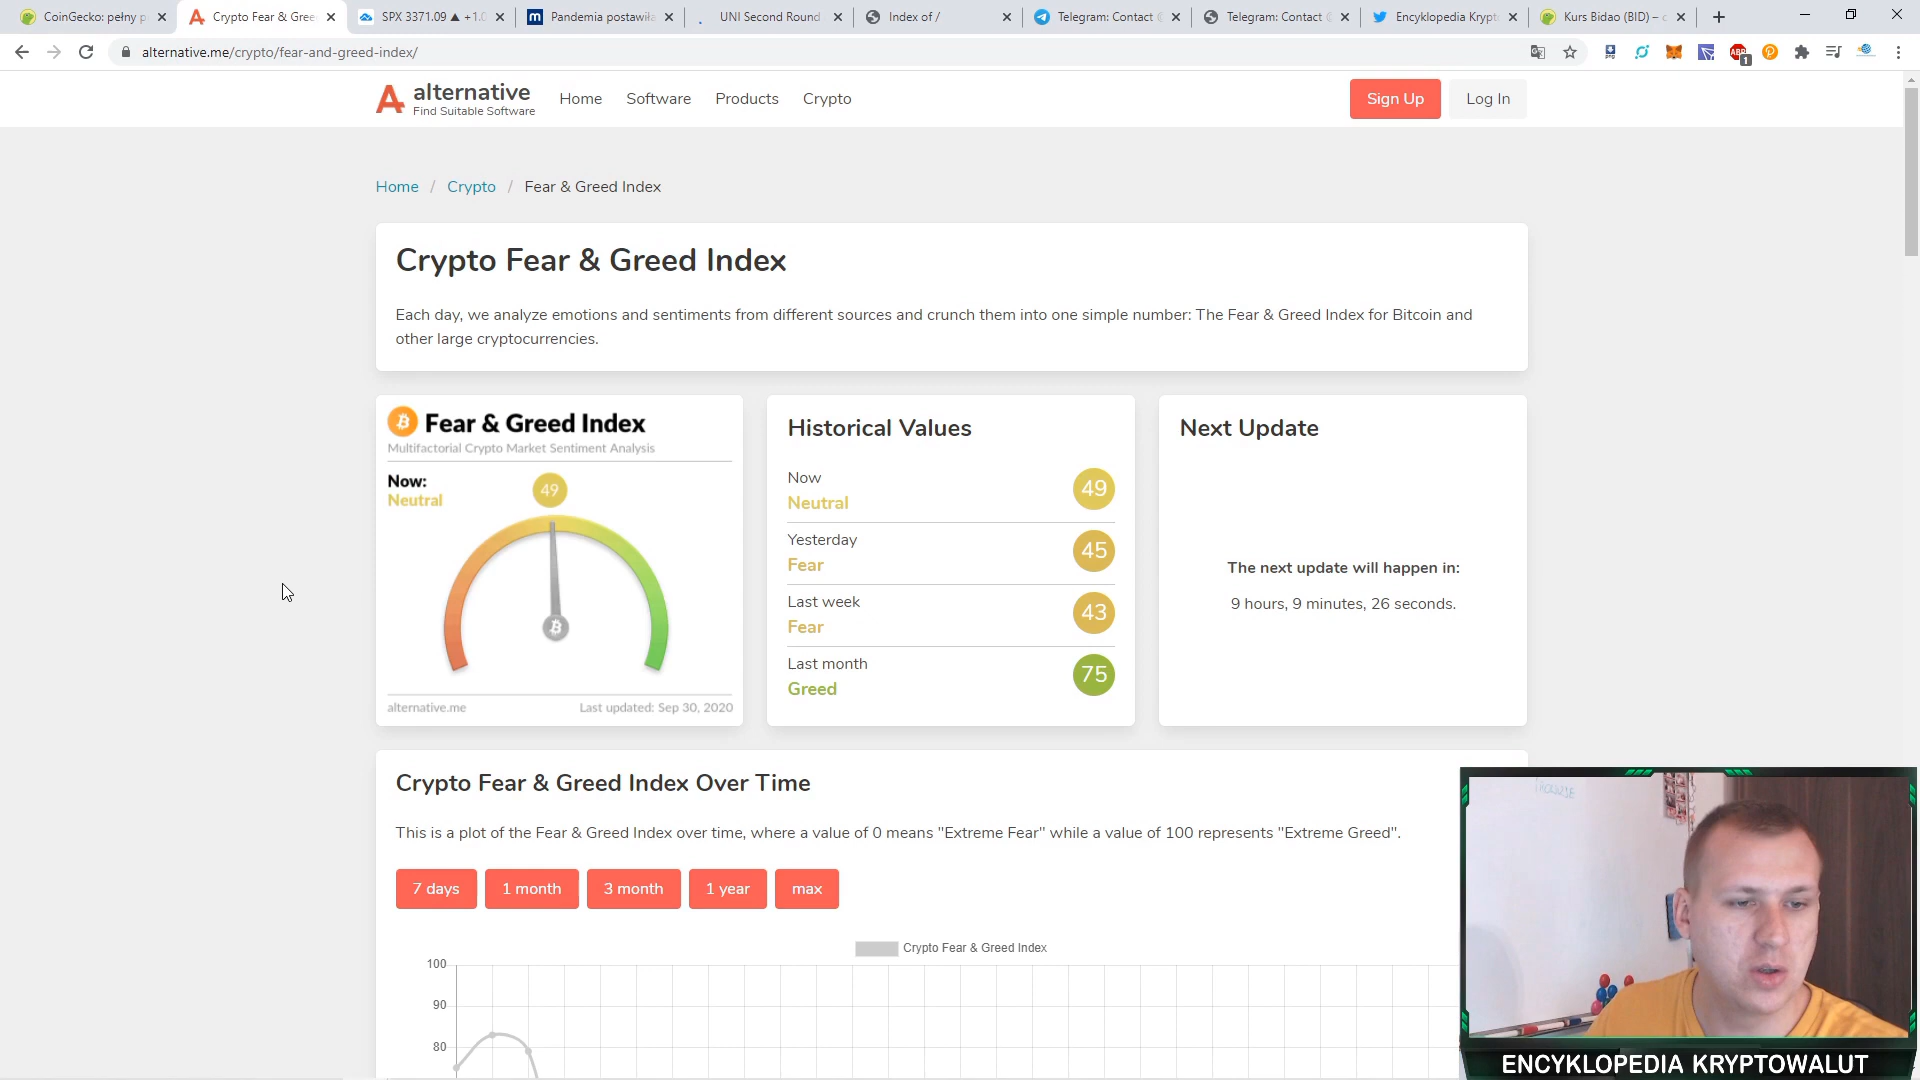 CoinGecko: pełny p
Crypto Fear & Gree
SPX 3371.09 ▲ +1.0
Pandemia postawiła
UNI Second Round
Index of /
Telegram: Contact
Telegram: Contact
Encyklopedia Krypt
Kurs Bidao (BID) –
alternative.me/crypto/fear-and-greed-index/
alternative
Find Suitable Software
Home
Software
Products
Crypto
Sign Up
Log In
Home / Crypto / Fear & Greed Index
Crypto Fear & Greed Index
Each day, we analyze emotions and sentiments from different sources and crunch them into one simple number: The Fear & Greed Index for Bitcoin and
other large cryptocurrencies.
Fear & Greed Index
Multifactorial Crypto Market Sentiment Analysis
Now:
Neutral
49
alternative.me
Last updated: Sep 30, 2020
Historical Values
Now
Neutral
49
Yesterday
Fear
45
Last week
Fear
43
Last month
Greed
75
Next Update
The next update will happen in:
9 hours, 9 minutes, 26 seconds.
Crypto Fear & Greed Index Over Time
This is a plot of the Fear & Greed Index over time, where a value of 0 means "Extreme Fear" while a value of 100 represents "Extreme Greed".
7 days
1 month
3 month
1 year
max
Crypto Fear & Greed Index
100
90
80
ENCYKLOPEDIA KRYPTOWALUT